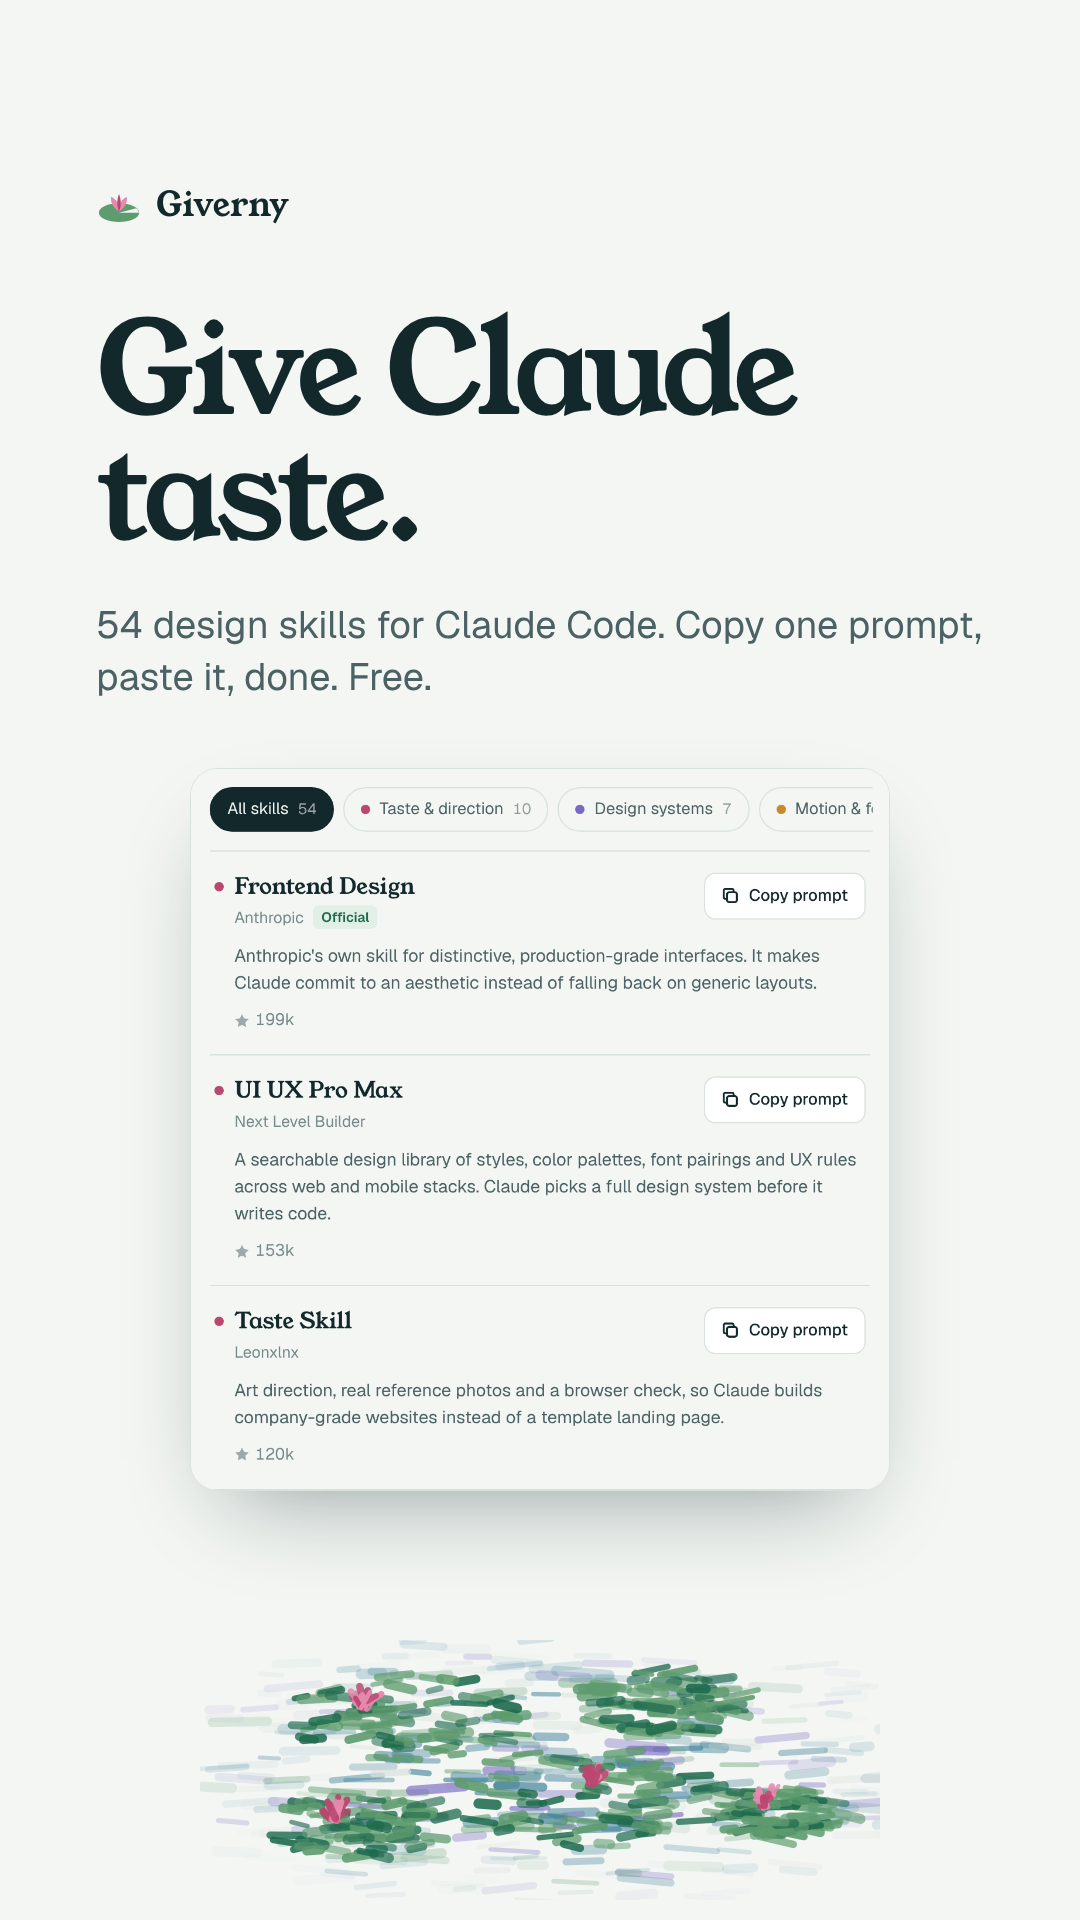 Giverny
Give Claude
taste.
54 design skills for Claude Code. Copy one prompt,
paste it, done. Free.
All skills 54 Taste & direction 10 Design systems 7 Motion &
Frontend Design Copy prompt
Anthropic Official
Anthropic's own skill for distinctive, production-grade interfaces. It makes
Claude commit to an aesthetic instead of falling back on generic layouts.
199k
UI UX Pro Max Copy prompt
Next Level Builder
A searchable design library of styles, color palettes, font pairings and UX rules
across web and mobile stacks. Claude picks a full design system before it
writes code.
153k
Taste Skill Copy prompt
Leonxlnx
Art direction, real reference photos and a browser check, so Claude builds
company-grade websites instead of a template landing page.
120k